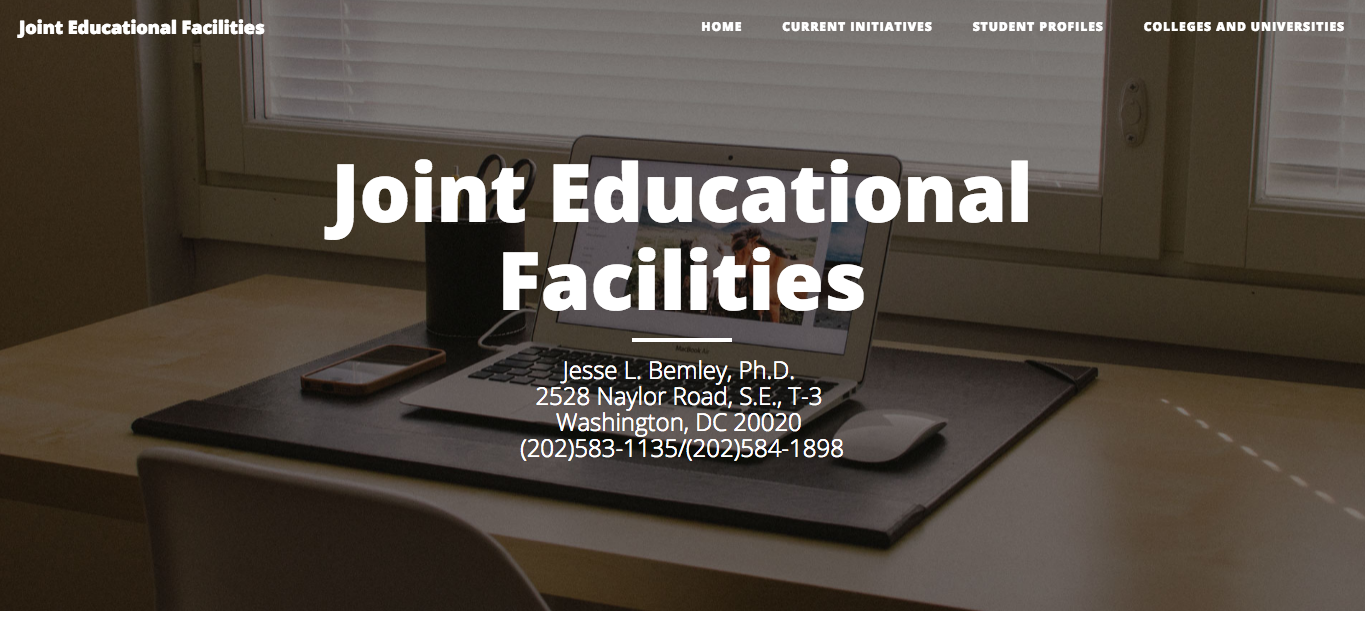 Joint Educational Facilities
HOME CURRENT INITIATIVES STUDENT PROFILES COLLEGES AND UNIVERSITIES
Joint Educational
Facilities
Jesse L. Bemley, Ph.D.
2528 Naylor Road, S.E., T-3
Washington, DC 20020
(202)583-1135/(202)584-1898